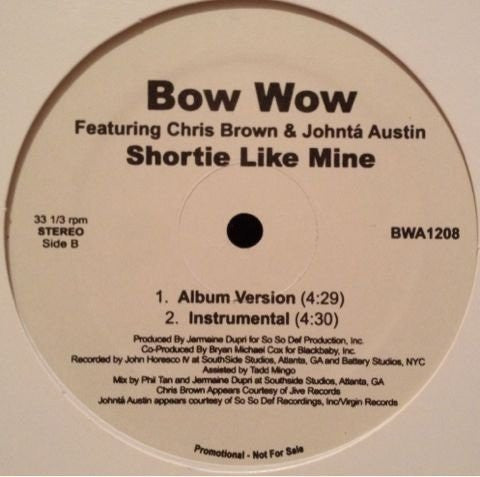 Bow Wow
Featuring Chris Brown & Johntá Austin
Shortie Like Mine
33 1/3 rpm
STEREO
Side B
BWA1208
1. Album Version (4:29)
2. Instrumental (4:30)
Produced By Jermaine Dupri for So So Def Production, Inc.
Co-Produced By Bryan Michael Cox for Blackbaby, Inc.
Recorded by John Horesco IV at SouthSide Studios, Atlanta, GA and Battery Studios, NYC
Assisted by Tadd Mingo
Mix by Phil Tan and Jermaine Dupri at Southside Studios, Atlanta, GA
Chris Brown Appears Courtesy of Jive Records
Johntá Austin appears courtesy of So So Def Recordings, Inc/Virgin Records
Promotional - Not For Sale